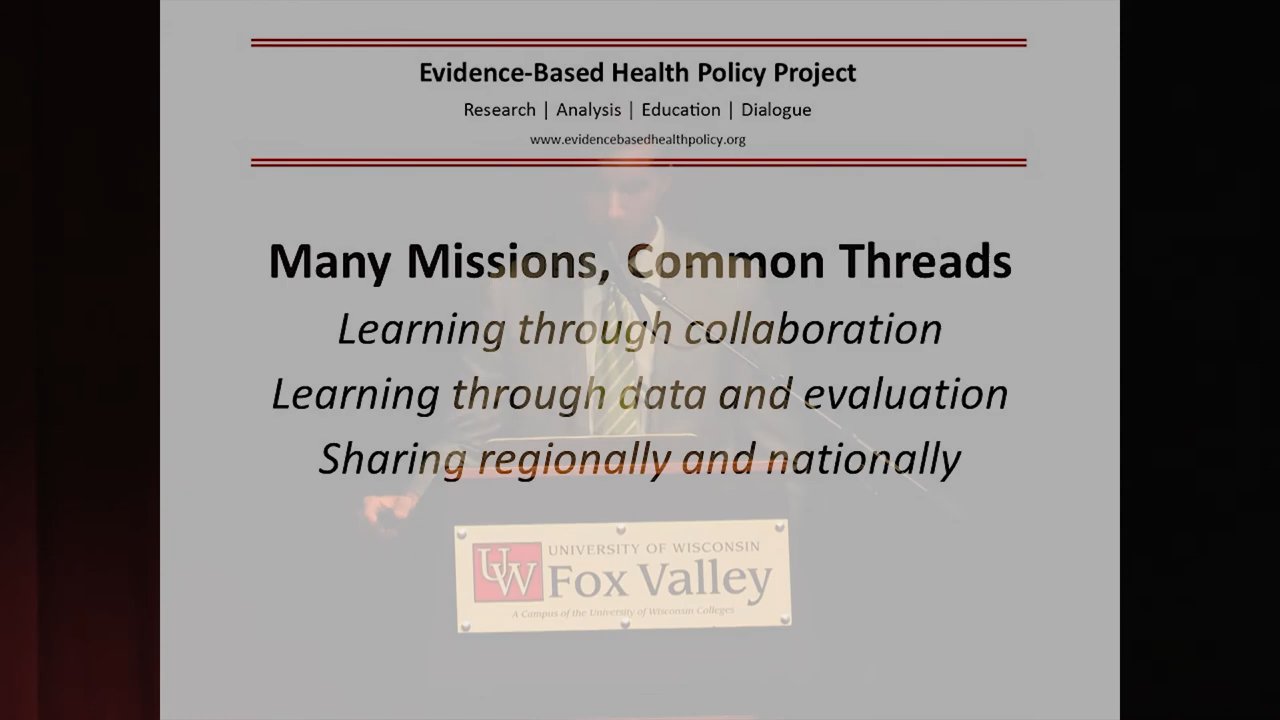 Evidence-Based Health Policy Project
Research | Analysis | Education | Dialogue
www.evidencebasedhealthpolicy.org
Many Missions, Common Threads
Learning through collaboration
Learning through data and evaluation
Sharing regionally and nationally
UW
UNIVERSITY OF WISCONSIN
Fox Valley
A Campus of the University of Wisconsin Colleges